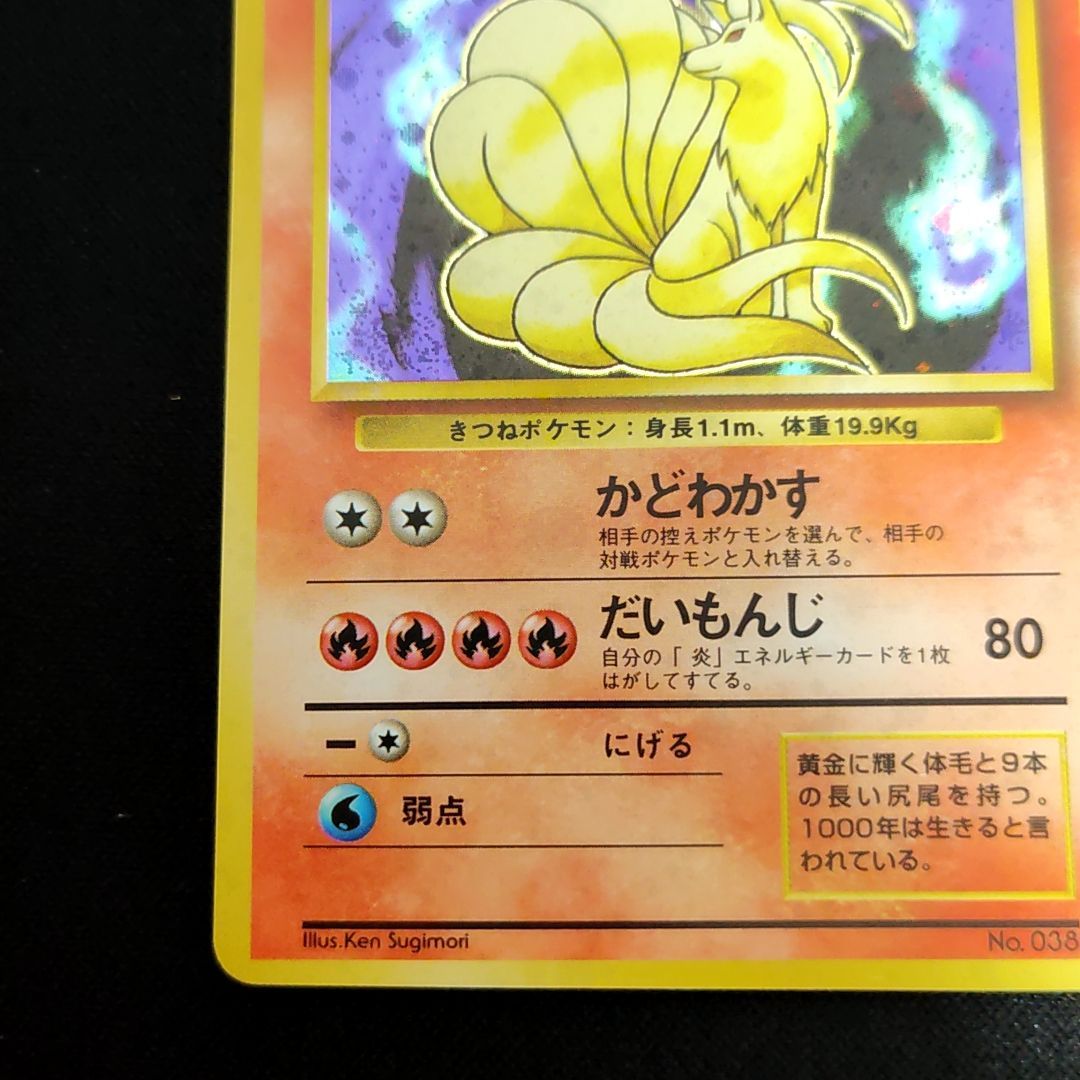 きつねポケモン：身長1.1m、体重19.9Kg
かどわかす
相手の控えポケモンを選んで、相手の
対戦ポケモンと入れ替える。
だいもんじ 80
自分の「炎」エネルギーカードを1枚
はがしてすてる。
ー にげる
弱点
黄金に輝く体毛と9本
の長い尻尾を持つ。
1000年は生きると言
われている。
Illus.Ken Sugimori
No. 038